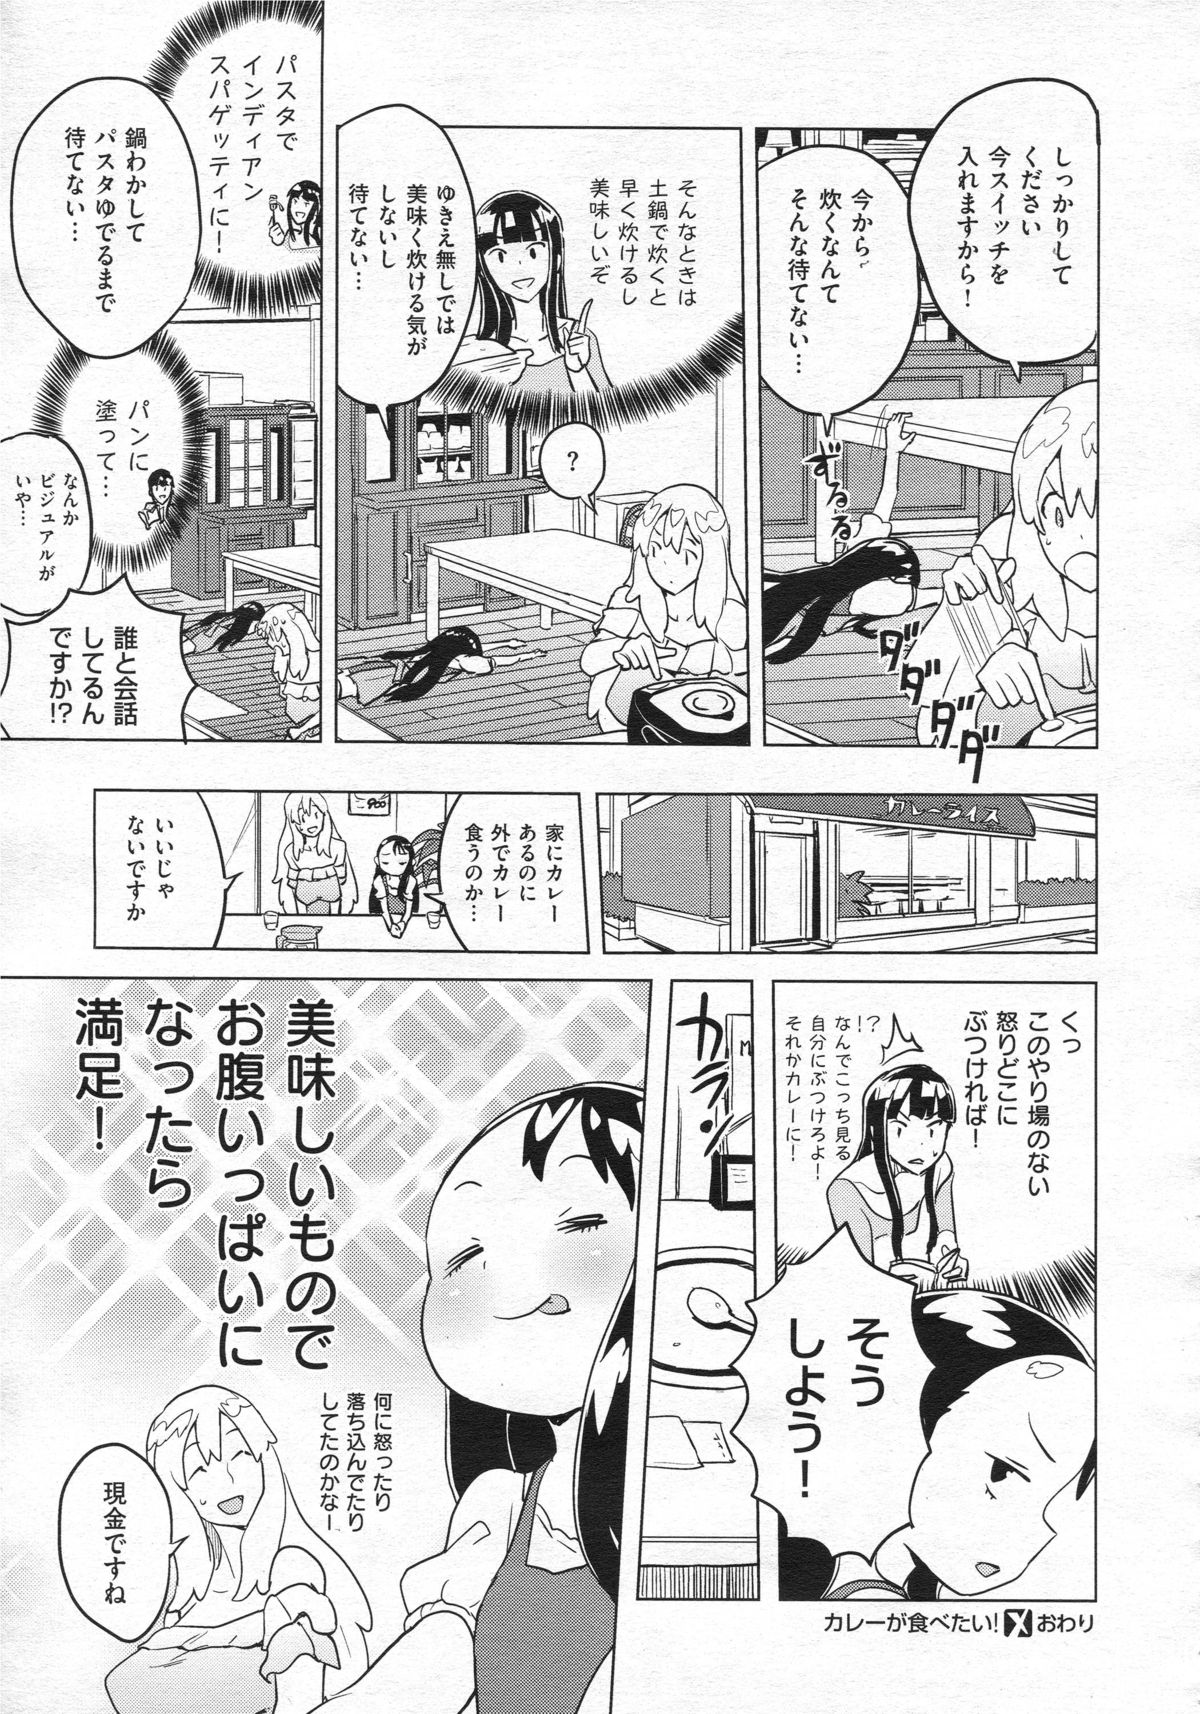 しっかりして
ください
今スイッチを
入れますから!
今から
炊くなんて
そんな待てない…
ずるる
ダダダダ
そんなときは
土鍋で炊くと
早く炊けるし
美味しいぞ
ゆきえ無しでは
美味く炊ける気が
しないし
待てない…
?
パスタで
インディアン
スパゲッティに!
鍋わかして
パスタゆでるまで
待てない…
パンに
塗って…
なんか
ビジュアルが
いや…
誰と会話
してるん
ですか!?
カレーライス
家にカレー
あるのに
外でカレー
食うのか…
いいじゃ
ないですか
くっ
このやり場のない
怒りどこに
ぶつければ!
!?
なんでこっち見る
自分にぶつけろよ!
それかカレーに!
そう
しよう!
カラン
美味しいもので
お腹いっぱいに
なったら
満足!
何に怒ったり
落ち込んでたり
してたのかなー
現金ですね
カレーが食べたい!Xおわり